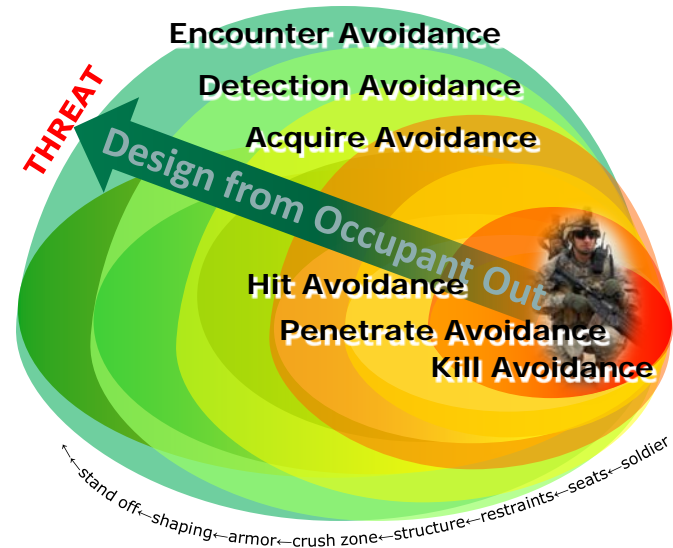 Encounter Avoidance
Detection Avoidance
THREAT
Acquire Avoidance
Design from Occupant Out
Hit Avoidance
Penetrate Avoidance
Kill Avoidance
←←stand off←shaping←armor←crush zone←structure←restraints←seats←soldier